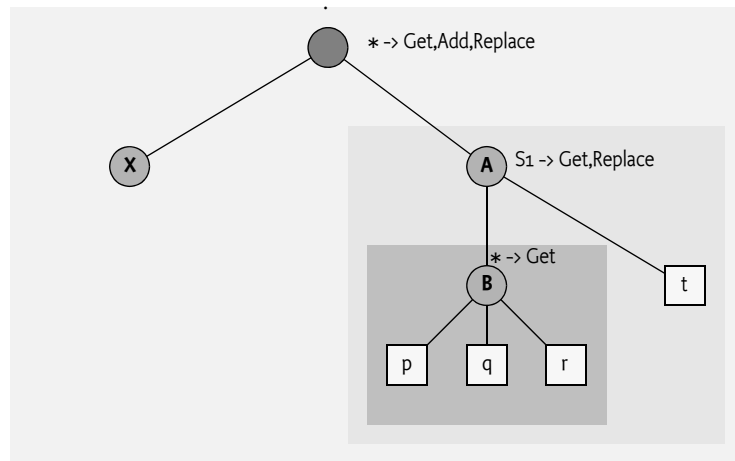 ∗ -> Get,Add,Replace
X
A
S1 -> Get,Replace
∗ -> Get
B
t
p
q
r